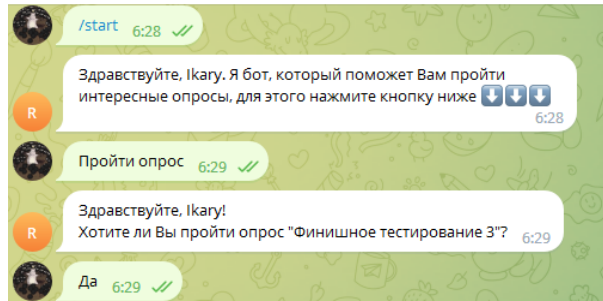 /start 6:28
Здравствуйте, Ikary. Я бот, который поможет Вам пройти
интересные опросы, для этого нажмите кнопку ниже ⬇️⬇️⬇️
6:28
R
Пройти опрос 6:29
Здравствуйте, Ikary!
Хотите ли Вы пройти опрос "Финишное тестирование 3"? 6:29
R
Да 6:29